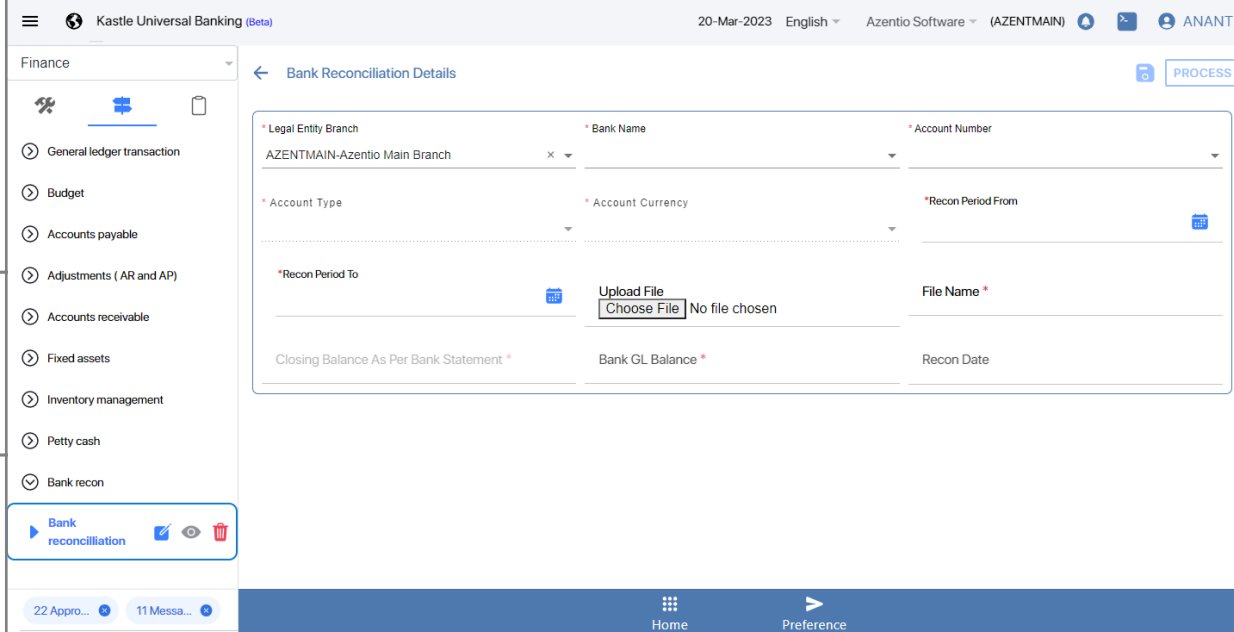 Kastle Universal Banking (Beta)
20-Mar-2023 English Azentio Software (AZENTMAIN) ANANT
Finance
Bank Reconciliation Details
PROCESS
* Legal Entity Branch
* Bank Name
* Account Number
AZENTMAIN-Azentio Main Branch ×
* Account Type
* Account Currency
*Recon Period From
*Recon Period To
Upload File
Choose File No file chosen
File Name *
Closing Balance As Per Bank Statement *
Bank GL Balance *
Recon Date
General ledger transaction
Budget
Accounts payable
Adjustments ( AR and AP)
Accounts receivable
Fixed assets
Inventory management
Petty cash
Bank recon
Bank
reconcilliation
22 Appro...
11 Messa...
Home
Preference